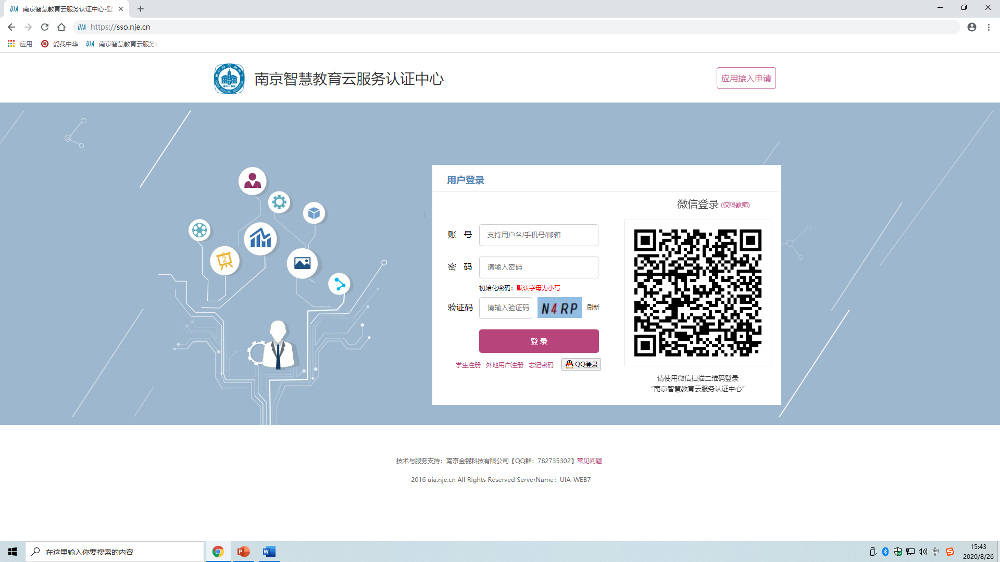 UIA 南京智慧教育云服务认证中心-登
UIA https://sso.nje.cn
应用 爱我中华 UIA 南京智慧教育云服务
南京智慧教育云服务认证中心
应用接入申请
用户登录
微信登录 (仅限教师)
账 号 支持用户名/手机号/邮箱
密 码 请输入密码
初始化密码：默认字母为小写
验证码 请输入验证码 N4RP 刷新
登 录
学生注册 外地用户注册 忘记密码 QQ登录
请使用微信扫描二维码登录
“南京智慧教育云服务认证中心”
技术与服务支持：南京金锟科技有限公司【QQ群：782735302】常见问题
2016 uia.nje.cn All Rights Reserved ServerName：UIA-WEB7
在这里输入你要搜索的内容
中
15:43
2020/8/26